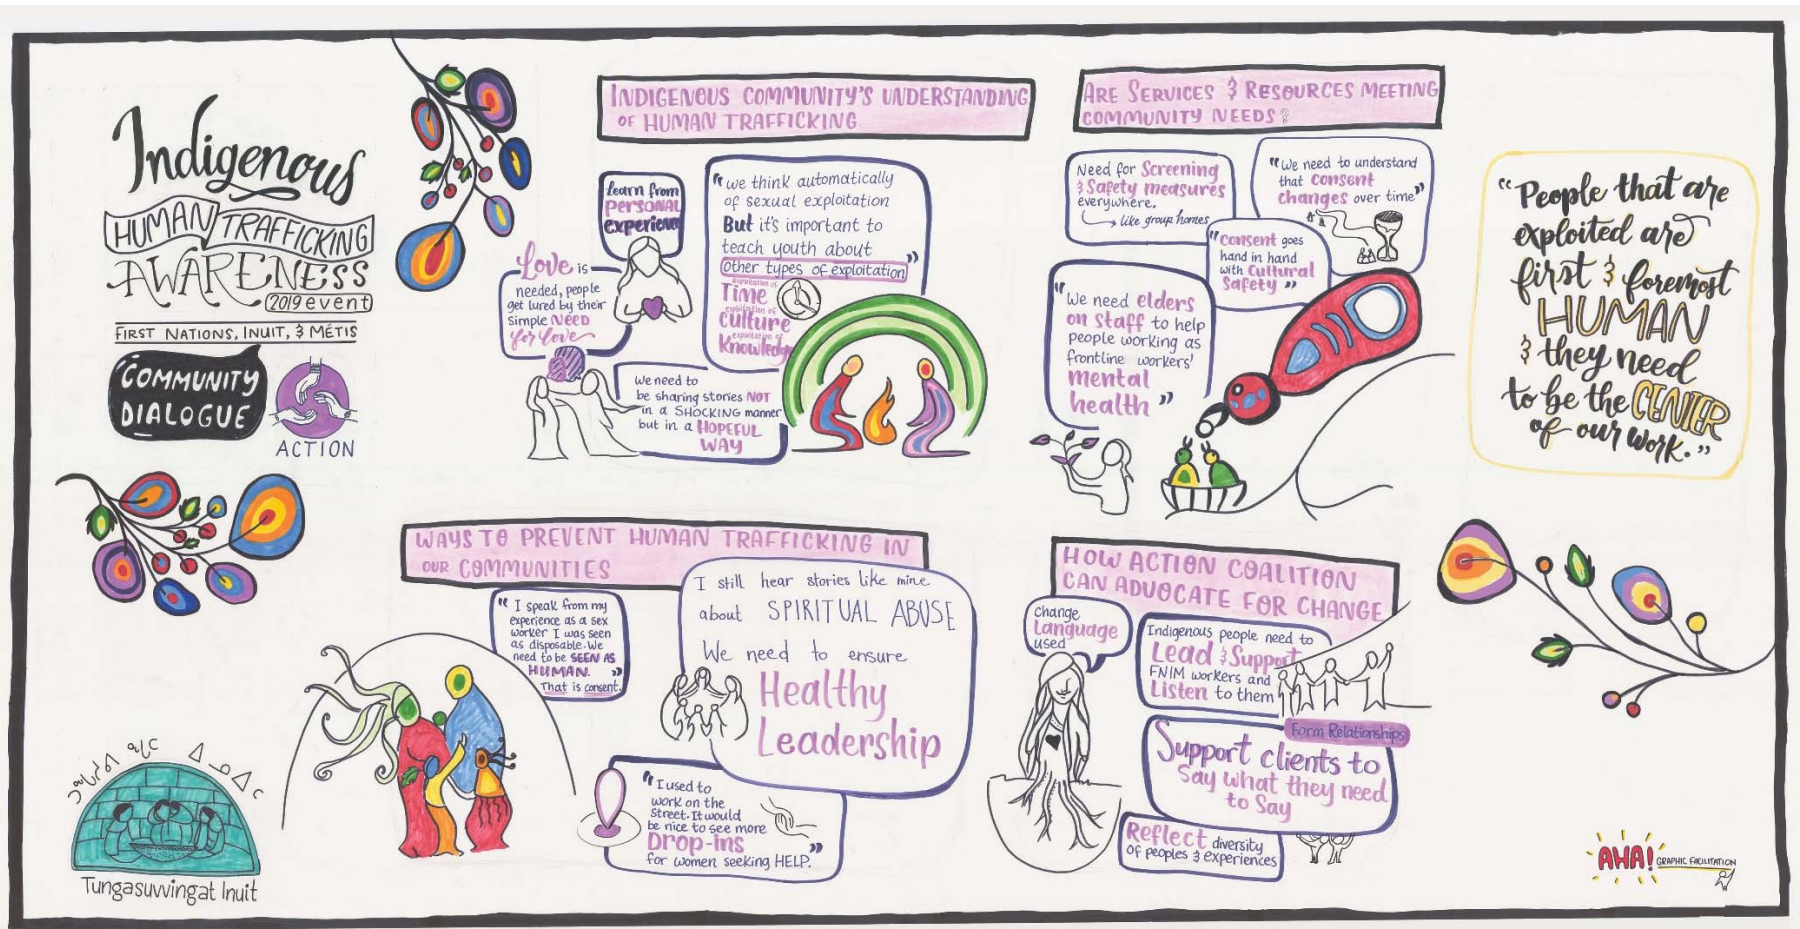 Indigenous
HUMAN TRAFFICKING
AWARENESS
2019 event
FIRST NATIONS, INUIT, & MÉTIS
COMMUNITY
DIALOGUE
ACTION
INDIGENOUS COMMUNITY'S UNDERSTANDING
OF HUMAN TRAFFICKING
learn from
PERSONAL
experience
Love is
needed, people
get lured by their
simple NEED
for love
"we think automatically
of sexual exploitation
But it's important to
teach youth about
Other types of exploitation"
exploitation of
Time
exploitation of
Culture
exploitation of
Knowledge
we need to
be sharing stories NOT
in a SHOCKING manner
but in a HOPEFUL
WAY
ARE SERVICES & RESOURCES MEETING
COMMUNITY NEEDS?
Need for Screening
& Safety measures
everywhere.
like group homes
"we need to understand
that consent
changes over time"
"Consent goes
hand in hand
with Cultural
Safety"
"We need elders
on staff to help
people working as
frontline workers'
mental
health"
"People that are
exploited are
first & foremost
HUMAN
& they need
to be the CENTER
of our work."
WAYS TO PREVENT HUMAN TRAFFICKING IN
OUR COMMUNITIES
"I speak from my
experience as a sex
worker I was seen
as disposable. We
need to be SEEN AS
HUMAN."
That is consent.
I still hear stories like mine
about SPIRITUAL ABUSE
We need to ensure
Healthy
Leadership
"I used to
work on the
street. It would
be nice to see more
Drop-ins
for women seeking HELP."
HOW ACTION COALITION
CAN ADVOCATE FOR CHANGE
Change
Language
used
Indigenous people need to
Lead & Support
FNIM workers and
Listen to them
Form Relationships
Support clients to
Say what they need
to Say
Reflect diversity
of peoples & experiences
Tungasuvvingat Inuit
AHA! GRAPHIC FACILITATION